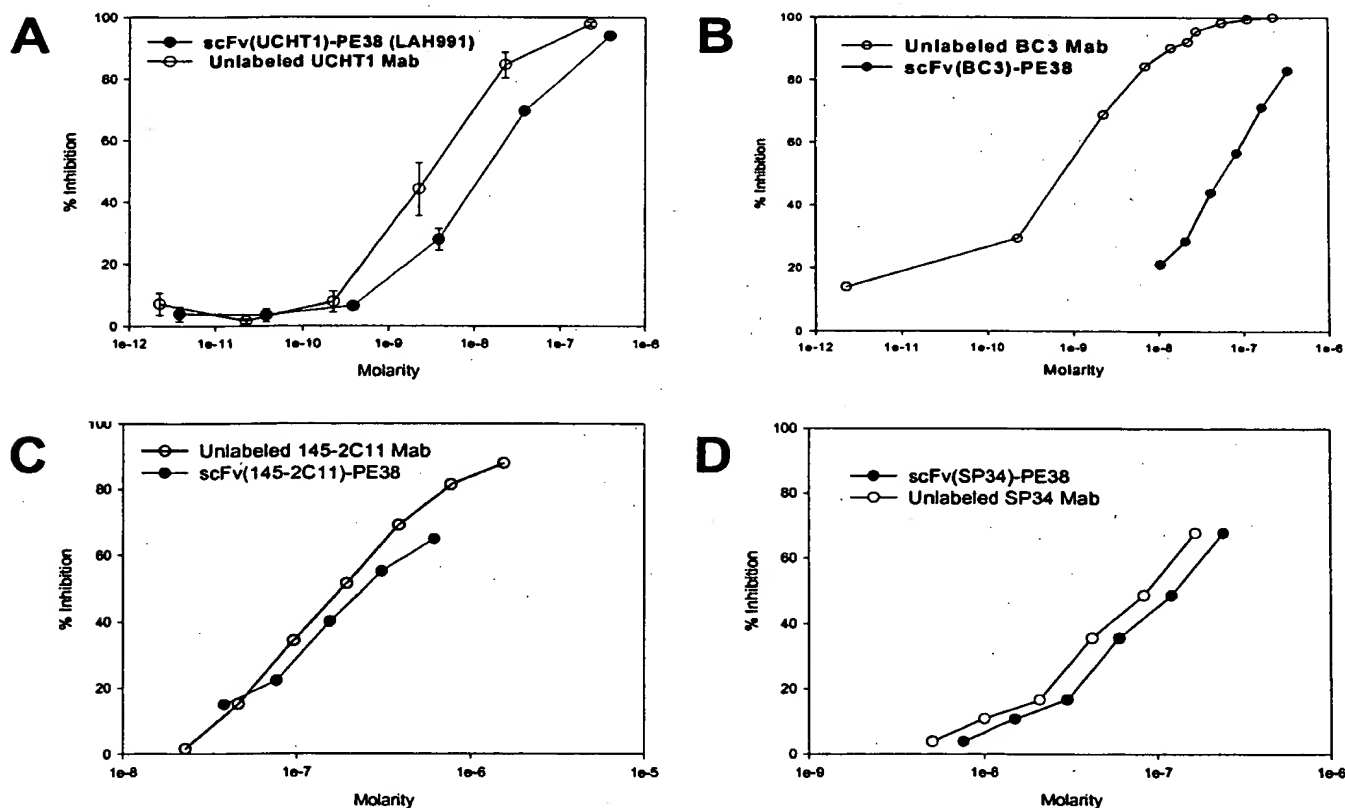 A
100
80
60
40
20
0
% Inhibition
scFv(UCHT1)-PE38 (LAH991)
Unlabeled UCHT1 Mab
1e-12 1e-11 1e-10 1e-9 1e-8 1e-7 1e-6
Molarity
B
100
80
60
40
20
0
% Inhibition
Unlabeled BC3 Mab
scFv(BC3)-PE38
1e-12 1e-11 1e-10 1e-9 1e-8 1e-7 1e-6
Molarity
C
100
80
60
40
20
0
% Inhibition
Unlabeled 145-2C11 Mab
scFv(145-2C11)-PE38
1e-8 1e-7 1e-6 1e-5
Molarity
D
100
80
60
40
20
0
% Inhibition
scFv(SP34)-PE38
Unlabeled SP34 Mab
1e-9 1e-8 1e-7 1e-6
Molarity